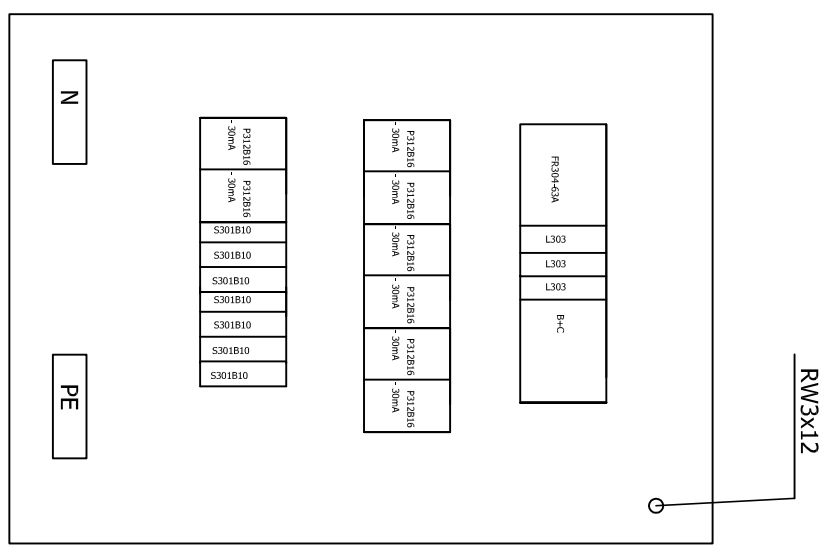 N
PE
P312B16
- 30mA
P312B16
- 30mA
S301B10
S301B10
S301B10
S301B10
S301B10
S301B10
S301B10
P312B16
- 30mA
P312B16
- 30mA
P312B16
- 30mA
P312B16
- 30mA
P312B16
- 30mA
P312B16
- 30mA
FR304-63A
L303
L303
L303
B+C
RW3x12